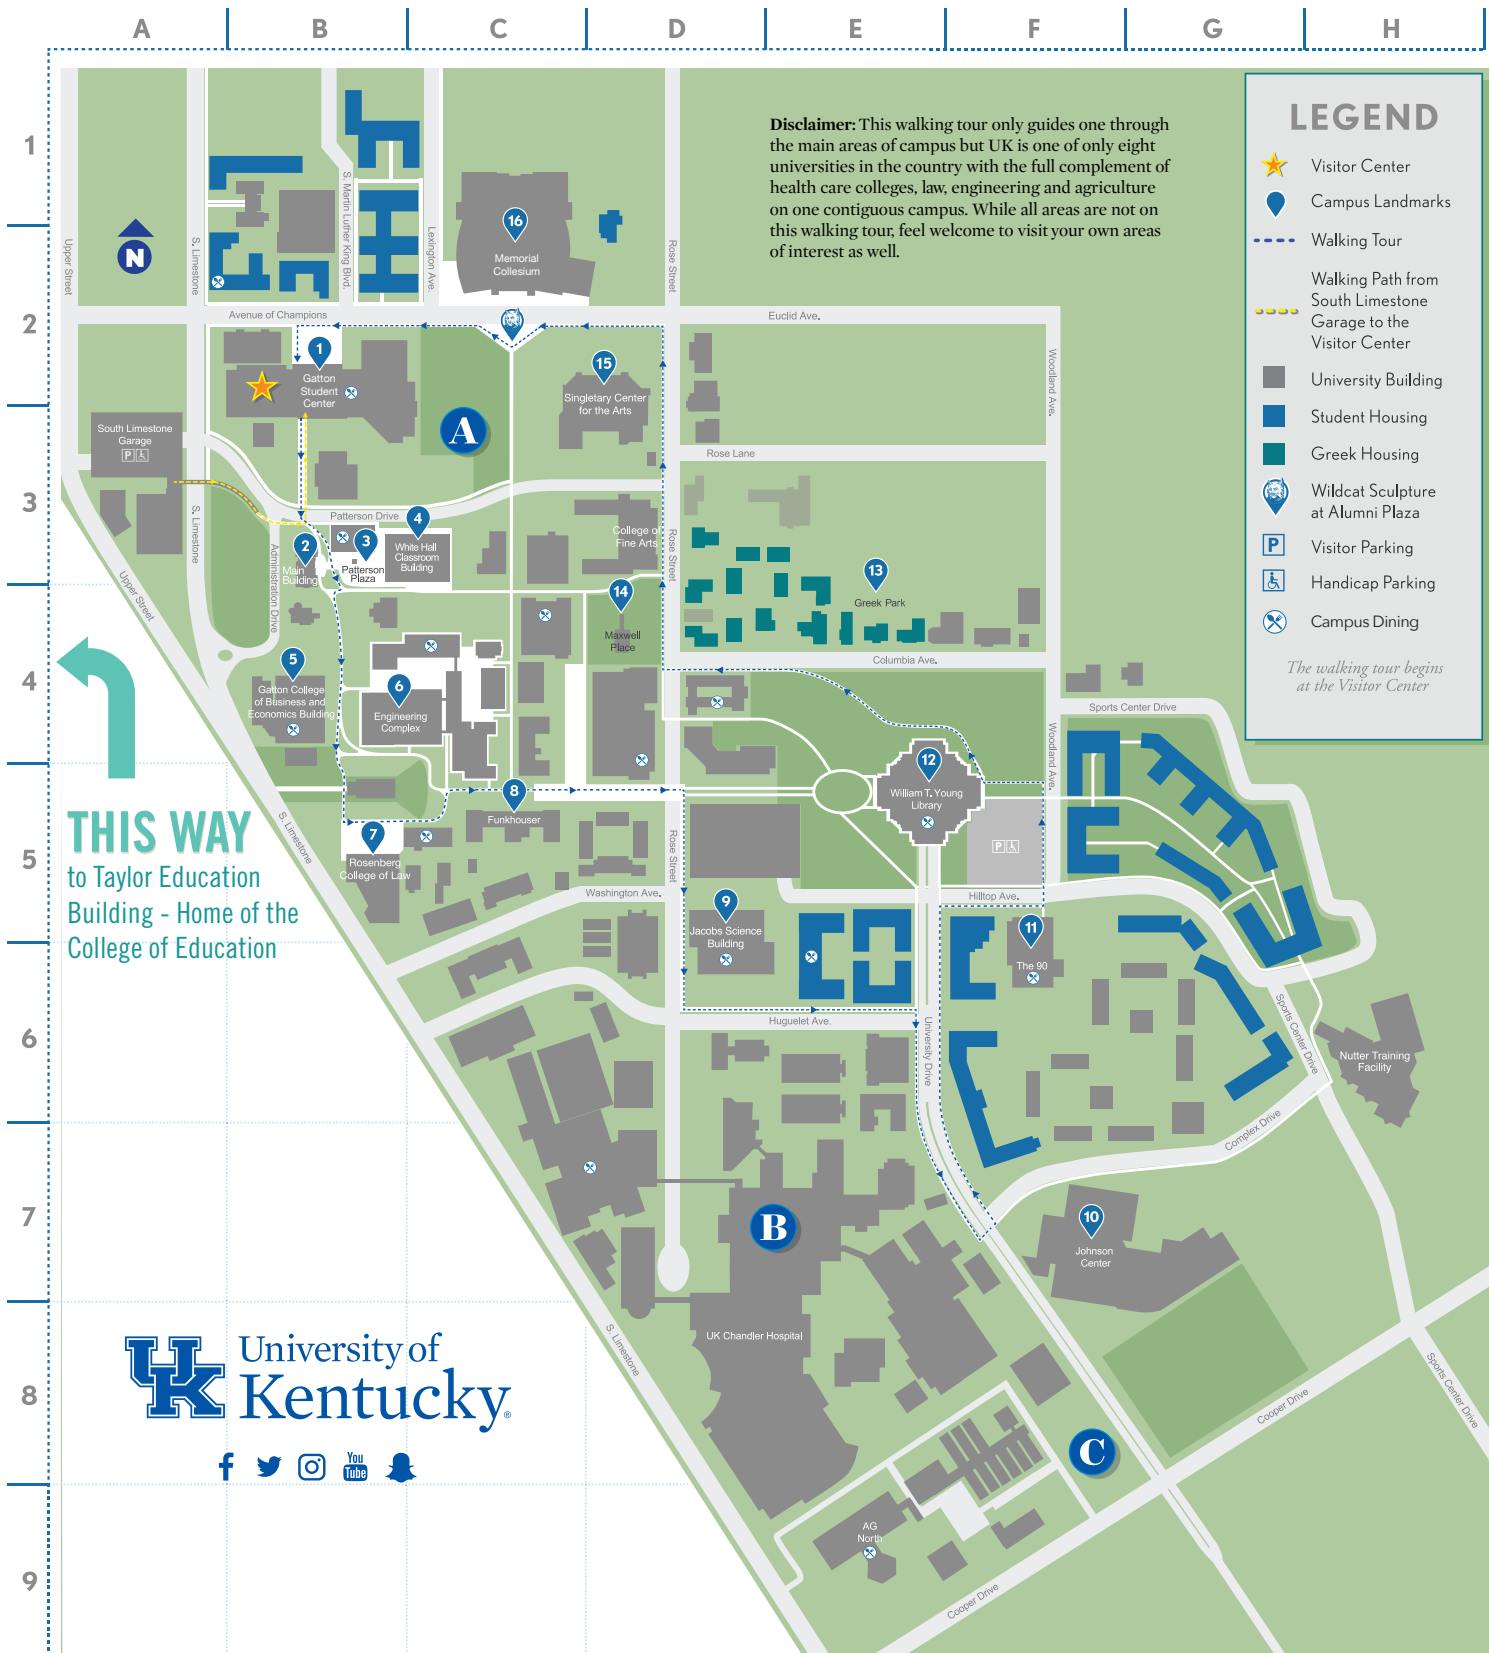 A B C D E F G H
1
2
3
4
5
6
7
8
9
Disclaimer: This walking tour only guides one through
the main areas of campus but UK is one of only eight
universities in the country with the full complement of
health care colleges, law, engineering and agriculture
on one contiguous campus. While all areas are not on
this walking tour, feel welcome to visit your own areas
of interest as well.
LEGEND
Visitor Center
Campus Landmarks
Walking Tour
Walking Path from
South Limestone
Garage to the
Visitor Center
University Building
Student Housing
Greek Housing
Wildcat Sculpture
at Alumni Plaza
P
Visitor Parking
Handicap Parking
Campus Dining
The walking tour begins
at the Visitor Center
N
Upper Street
S. Limestone
S. Martin Luther King Blvd.
Lexington Ave.
Rose Street
16
Memorial
Collesium
Avenue of Champions
Euclid Ave.
Woodland Ave.
1
Gatton
Student
Center
15
Singletary Center
for the Arts
A
South Limestone
Garage
P
Rose Lane
S. Limestone
Patterson Drive
4
White Hall
Classroom
Building
3
Patterson
Plaza
2
Main
Building
College of
Fine Arts
Rose Street
Administration Drive
Upper Street
13
Greek Park
14
Maxwell
Place
Columbia Ave.
5
Gatton College
of Business and
Economics Building
6
Engineering
Complex
Sports Center Drive
Woodland Ave.
12
William T. Young
Library
8
Funkhouser
7
Rosenberg
College of Law
P
S. Limestone
Rose Street
THIS WAY
to Taylor Education
Building - Home of the
College of Education
Washington Ave.
Hilltop Ave.
9
Jacobs Science
Building
11
The 90
Huguelet Ave.
University Drive
Sports Center Drive
Nutter Training
Facility
Complex Drive
B
10
Johnson
Center
UK Chandler Hospital
S. Limestone
UK
University of
Kentucky®
You
Tube
Cooper Drive
Sports Center Drive
C
AG
North
Cooper Drive